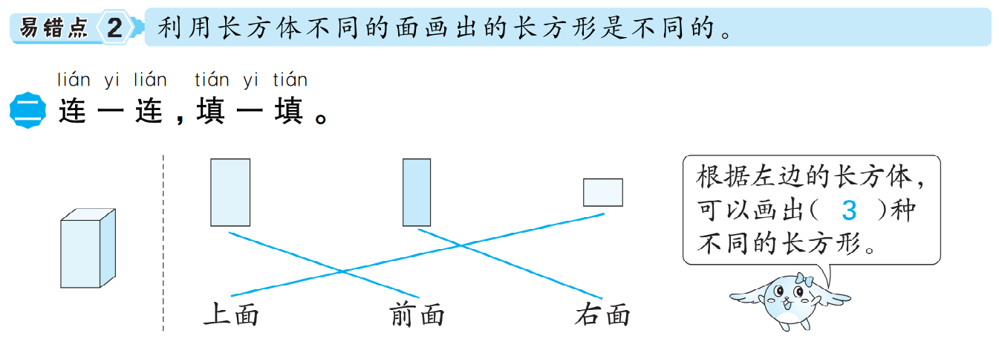 易错点 2 利用长方体不同的面画出的长方形是不同的。
lián yi lián tián yi tián
二 连一连，填一填。
根据左边的长方体，
可以画出( 3 )种
不同的长方形。
上面 前面 右面